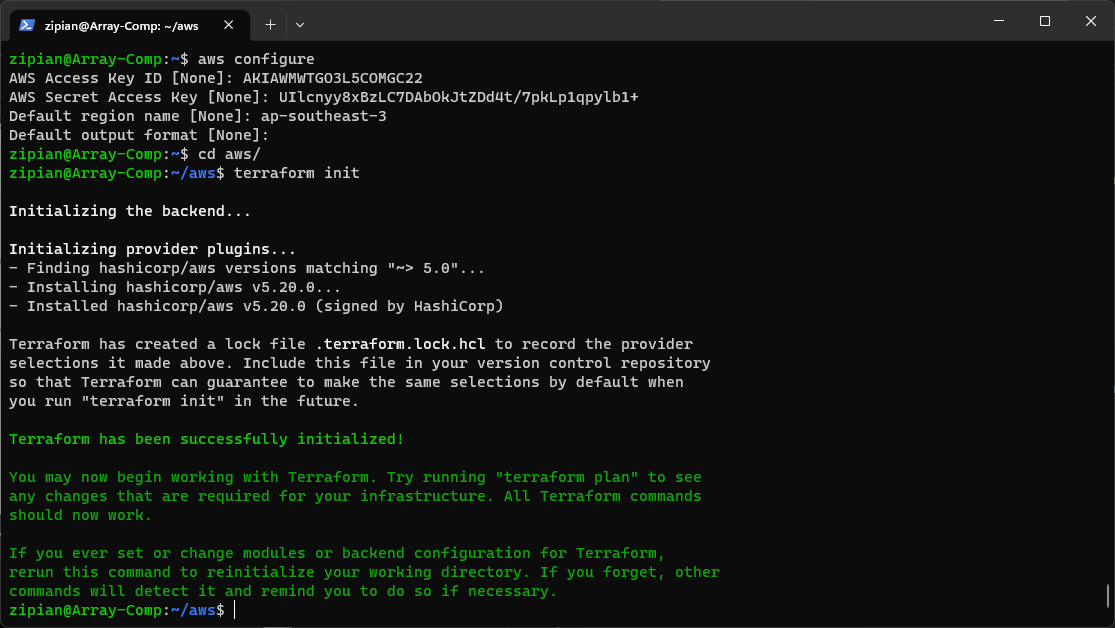 zipian@Array-Comp: ~/aws
zipian@Array-Comp:~$ aws configure
AWS Access Key ID [None]: AKIAWMWTGO3L5COMGC22
AWS Secret Access Key [None]: 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
Default region name [None]: ap-southeast-3
Default output format [None]:
zipian@Array-Comp:~$ cd aws/
zipian@Array-Comp:~/aws$ terraform init
Initializing the backend...
Initializing provider plugins...
- Finding hashicorp/aws versions matching "~> 5.0"...
- Installing hashicorp/aws v5.20.0...
- Installed hashicorp/aws v5.20.0 (signed by HashiCorp)
Terraform has created a lock file .terraform.lock.hcl to record the provider
selections it made above. Include this file in your version control repository
so that Terraform can guarantee to make the same selections by default when
you run "terraform init" in the future.
Terraform has been successfully initialized!
You may now begin working with Terraform. Try running "terraform plan" to see
any changes that are required for your infrastructure. All Terraform commands
should now work.
If you ever set or change modules or backend configuration for Terraform,
rerun this command to reinitialize your working directory. If you forget, other
commands will detect it and remind you to do so if necessary.
zipian@Array-Comp:~/aws$